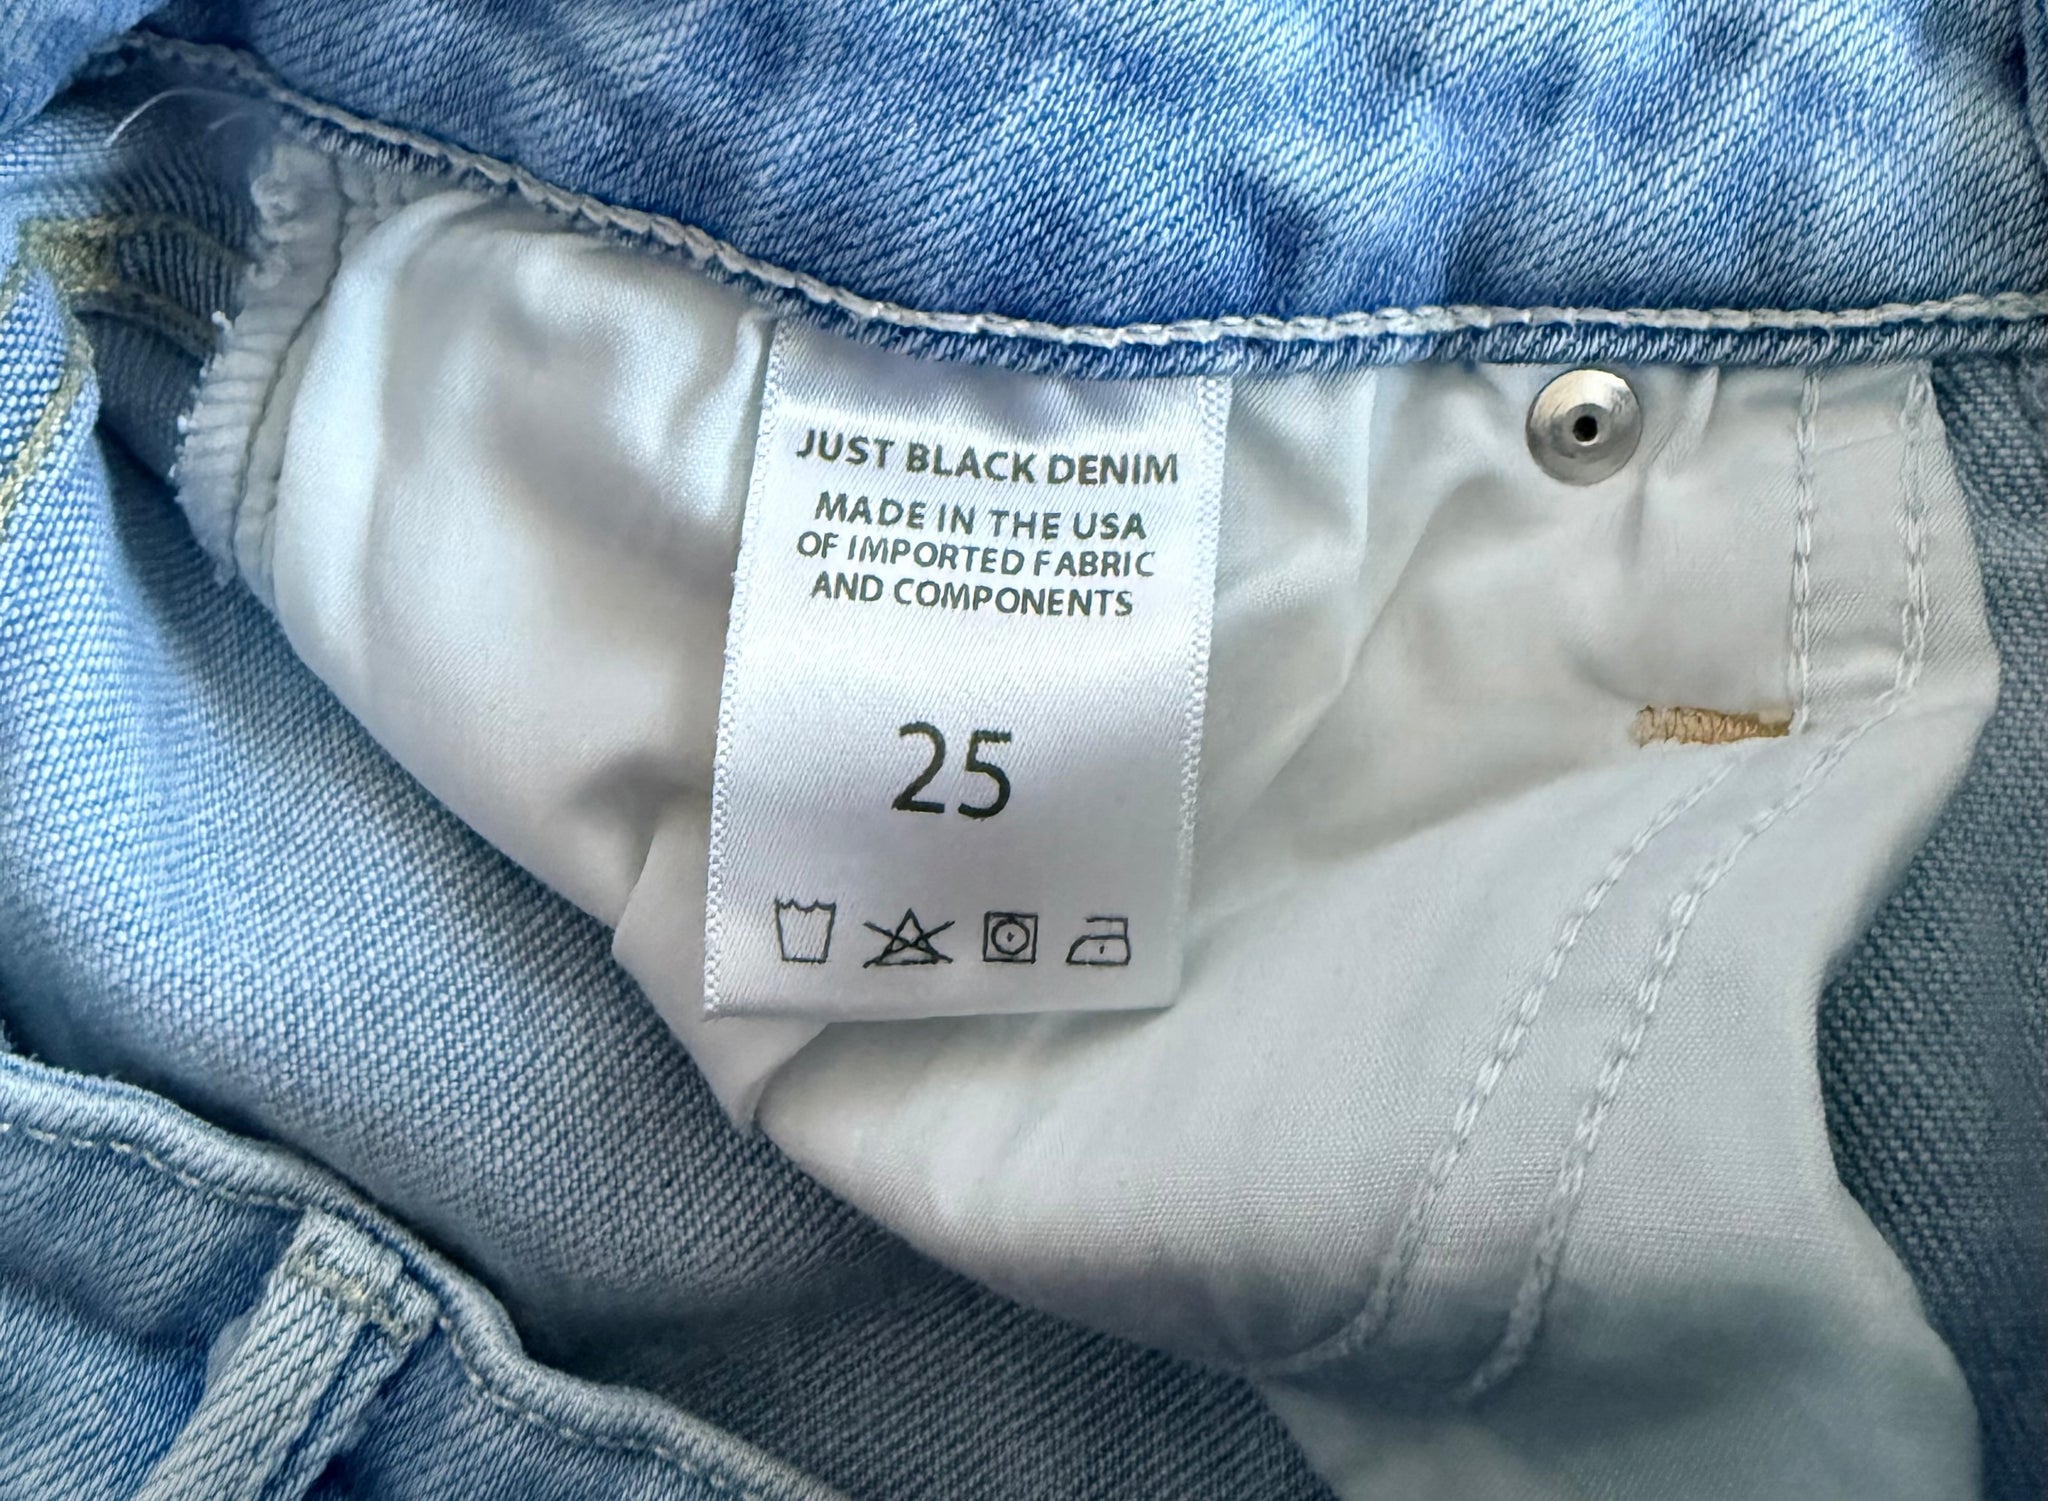 JUST BLACK DENIM
MADE IN THE USA
OF IMPORTED FABRIC
AND COMPONENTS
25